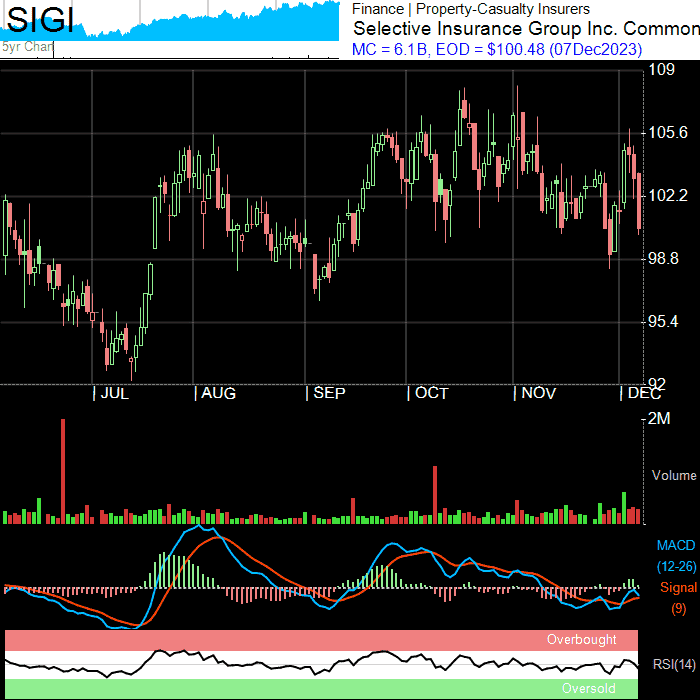 SIGI
5yr Chart
Finance | Property-Casualty Insurers
Selective Insurance Group Inc. Common
MC = 6.1B, EOD = $100.48 (07Dec2023)
109
105.6
102.2
98.8
95.4
92
| JUL | AUG | SEP | OCT | NOV | DEC
2M
Volume
MACD
(12-26)
Signal
(9)
Overbought
RSI(14)
Oversold